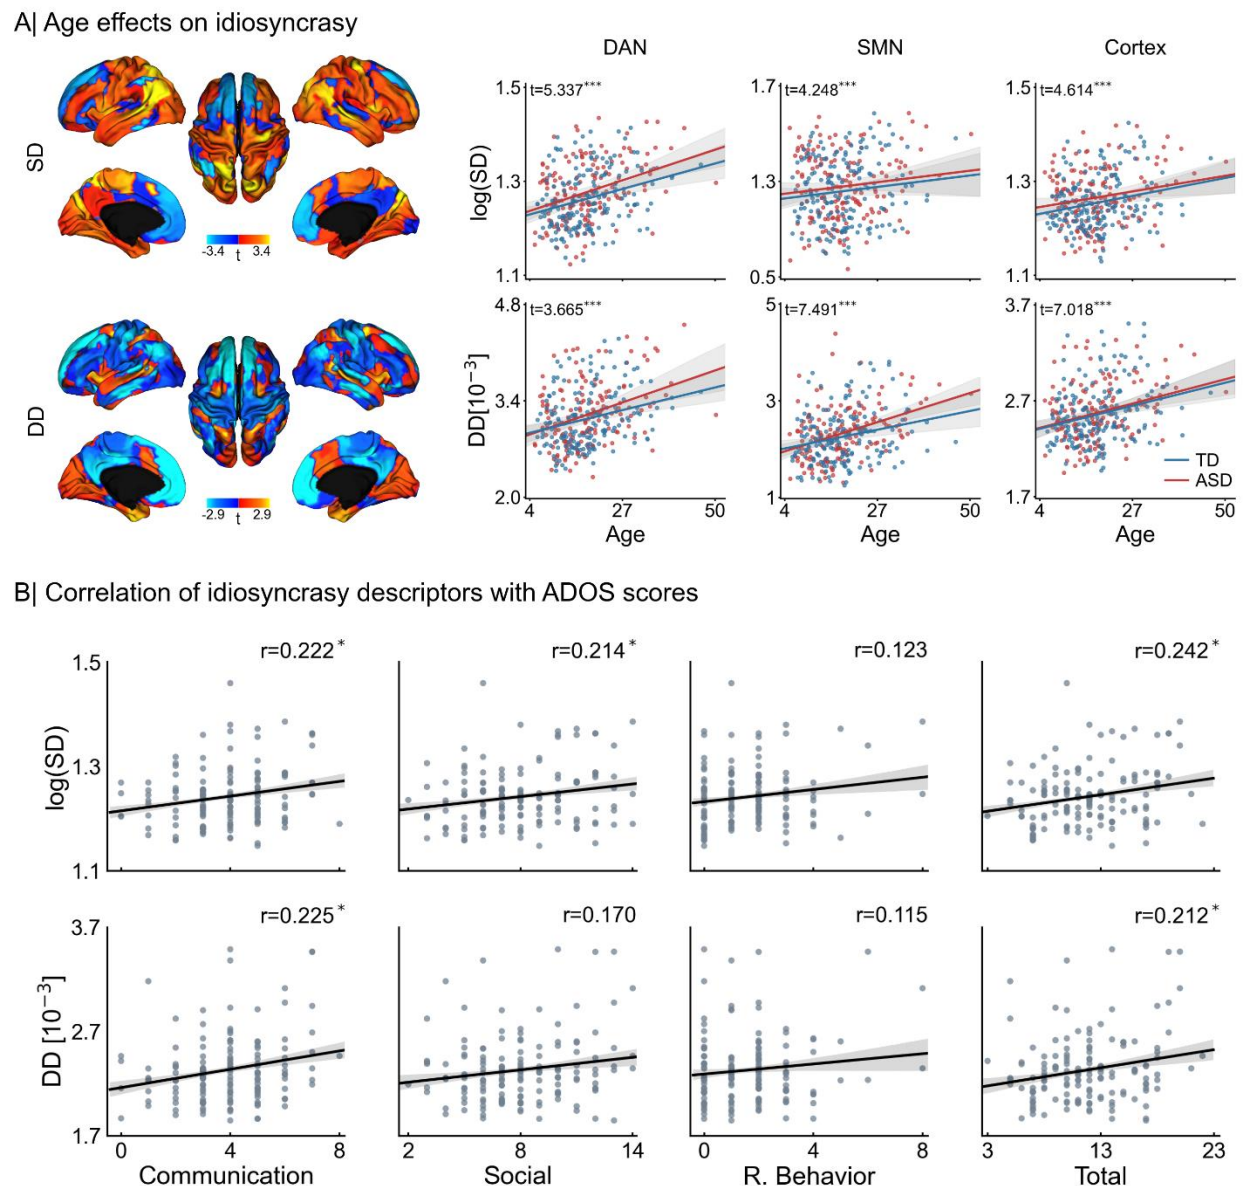 A| Age effects on idiosyncrasy
DAN
SMN
Cortex
SD
-3.4 t 3.4
log(SD)
1.5
1.3
1.1
t=5.337***
1.7
1.3
0.5
t=4.248***
1.5
1.3
1.1
t=4.614***
DD
-2.9 t 2.9
DD[10⁻³]
4.8
3.4
2.0
t=3.665***
4 27 50
Age
5
3
1
t=7.491***
4 27 50
Age
3.7
2.7
1.7
t=7.018***
TD
ASD
4 27 50
Age
B| Correlation of idiosyncrasy descriptors with ADOS scores
r=0.222 *
r=0.214 *
r=0.123
r=0.242 *
log(SD)
1.5
1.3
1.1
r=0.225 *
r=0.170
r=0.115
r=0.212 *
DD [10⁻³]
3.7
2.7
1.7
0 4 8
Communication
2 8 14
Social
0 4 8
R. Behavior
3 13 23
Total